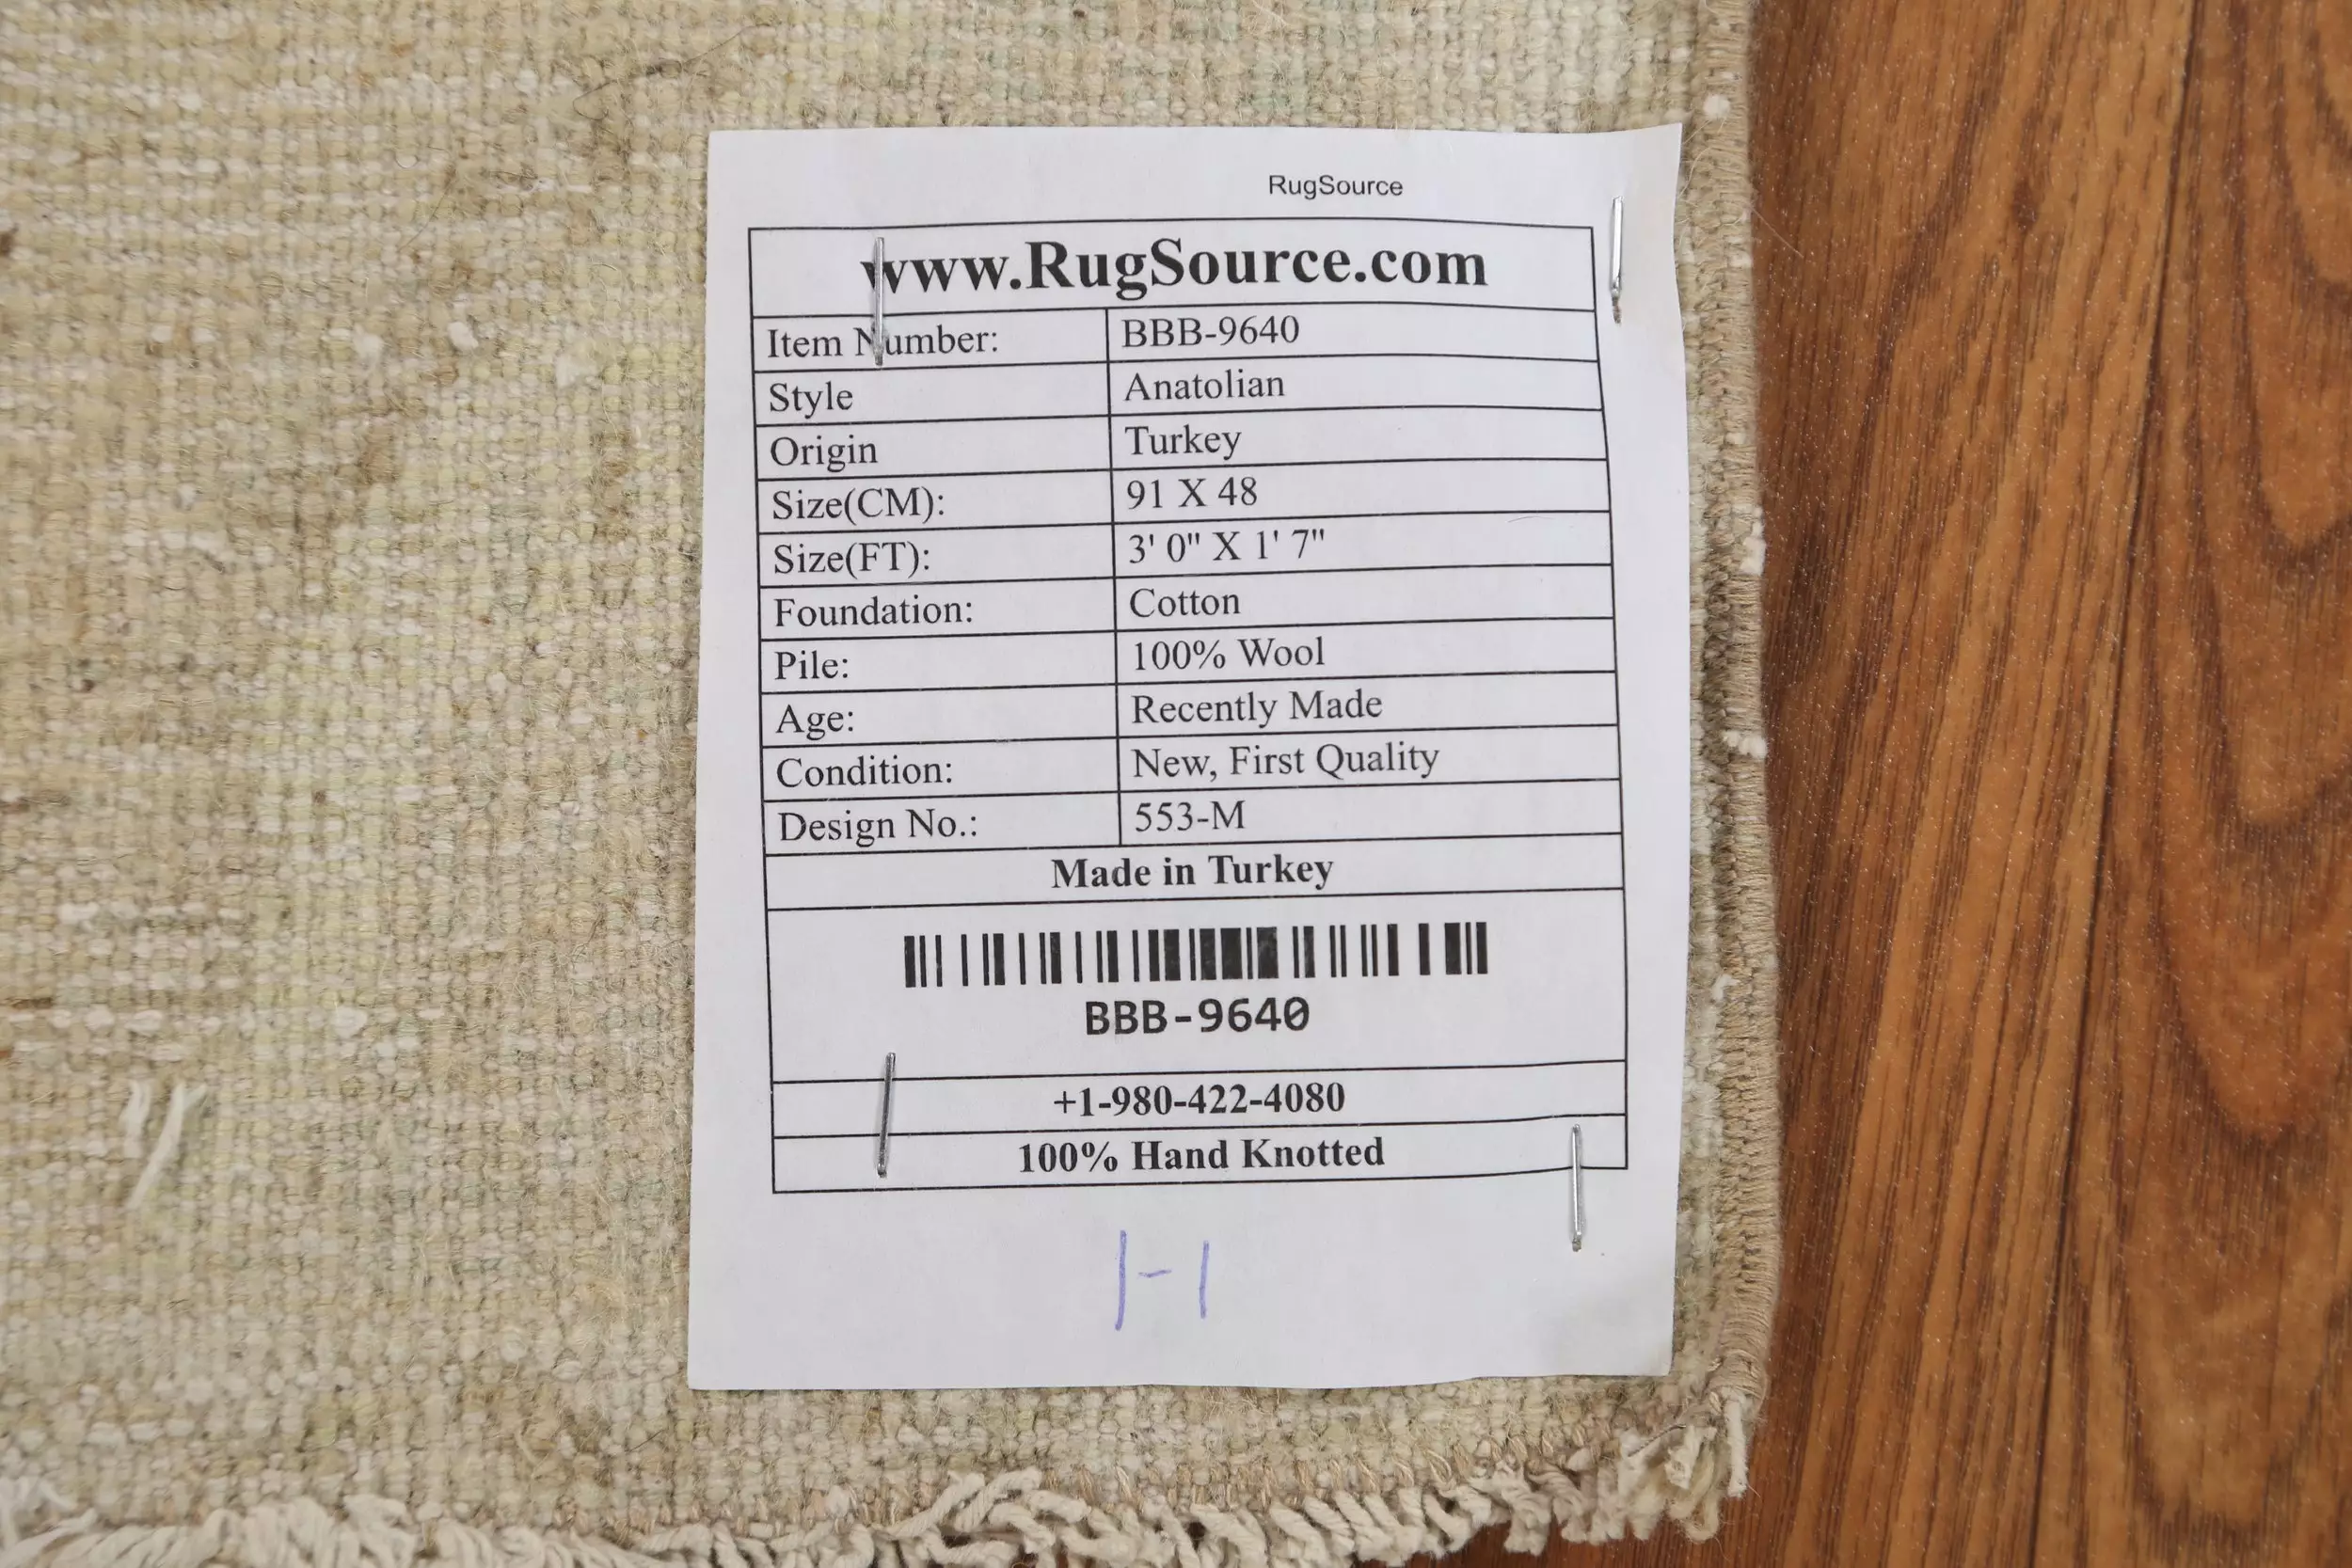 RugSource
www.RugSource.com
Item Number: BBB-9640
Style Anatolian
Origin Turkey
Size(CM): 91 X 48
Size(FT): 3' 0" X 1' 7"
Foundation: Cotton
Pile: 100% Wool
Age: Recently Made
Condition: New, First Quality
Design No.: 553-M
Made in Turkey
BBB-9640
+1-980-422-4080
100% Hand Knotted
1-1